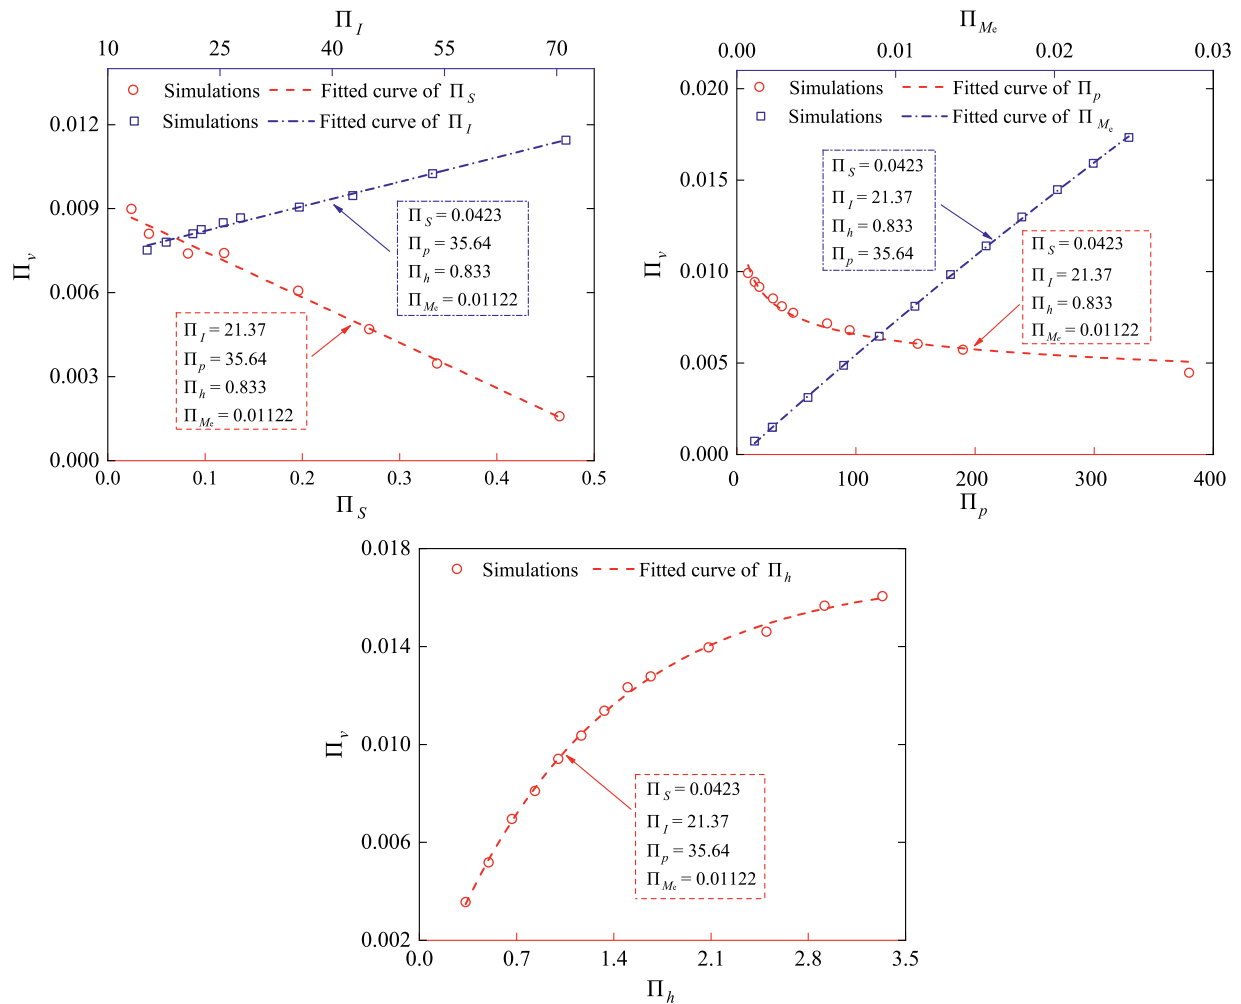 Π_I
10 25 40 55 70
Simulations Fitted curve of Π_S
Simulations Fitted curve of Π_I
0.012
0.009
0.006
0.003
0.000
Π_v
Π_S = 0.0423
Π_p = 35.64
Π_h = 0.833
Π_Me = 0.01122
Π_I = 21.37
Π_p = 35.64
Π_h = 0.833
Π_Me = 0.01122
0.0 0.1 0.2 0.3 0.4 0.5
Π_S
Π_Me
0.00 0.01 0.02 0.03
Simulations Fitted curve of Π_p
Simulations Fitted curve of Π_Me
0.020
0.015
0.010
0.005
0.000
Π_v
Π_S = 0.0423
Π_I = 21.37
Π_h = 0.833
Π_p = 35.64
Π_S = 0.0423
Π_I = 21.37
Π_h = 0.833
Π_Me = 0.01122
0 100 200 300 400
Π_p
Simulations Fitted curve of Π_h
0.018
0.014
0.010
0.006
0.002
Π_v
Π_S = 0.0423
Π_I = 21.37
Π_p = 35.64
Π_Me = 0.01122
0.0 0.7 1.4 2.1 2.8 3.5
Π_h